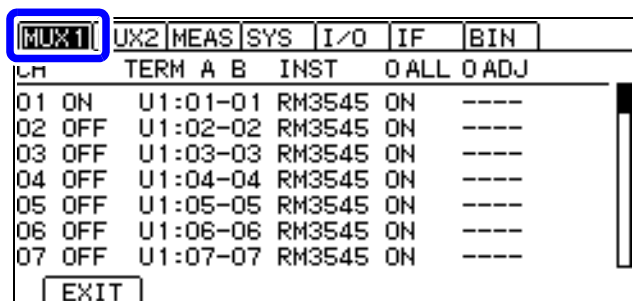 MUX1 UX2 MEAS SYS I/O IF BIN
CH TERM A B INST 0 ALL 0 ADJ
01 ON U1:01-01 RM3545 ON ----
02 OFF U1:02-02 RM3545 ON ----
03 OFF U1:03-03 RM3545 ON ----
04 OFF U1:04-04 RM3545 ON ----
05 OFF U1:05-05 RM3545 ON ----
06 OFF U1:06-06 RM3545 ON ----
07 OFF U1:07-07 RM3545 ON ----
EXIT